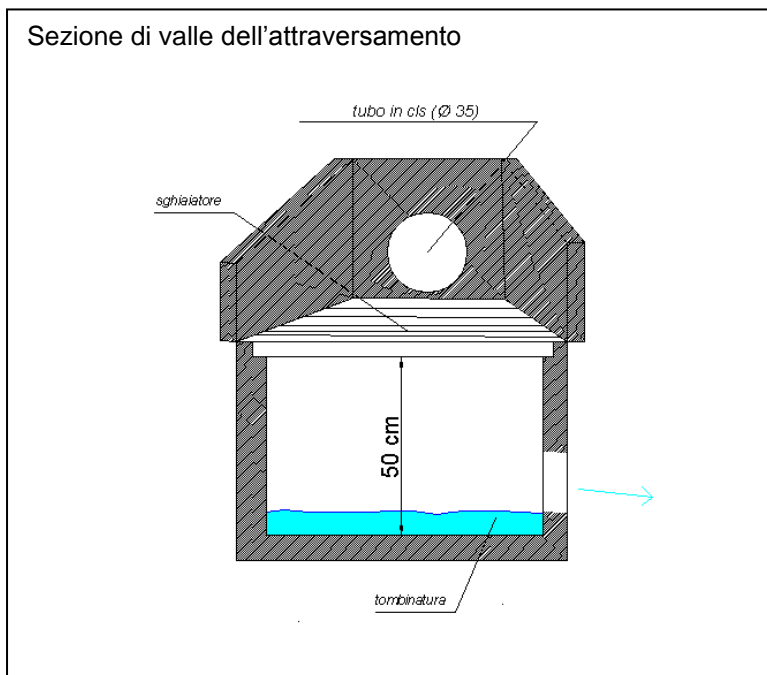 Sezione di valle dell'attraversamento
tubo in cls (Ø 35)
sghiaiatore
50 cm
tombinatura